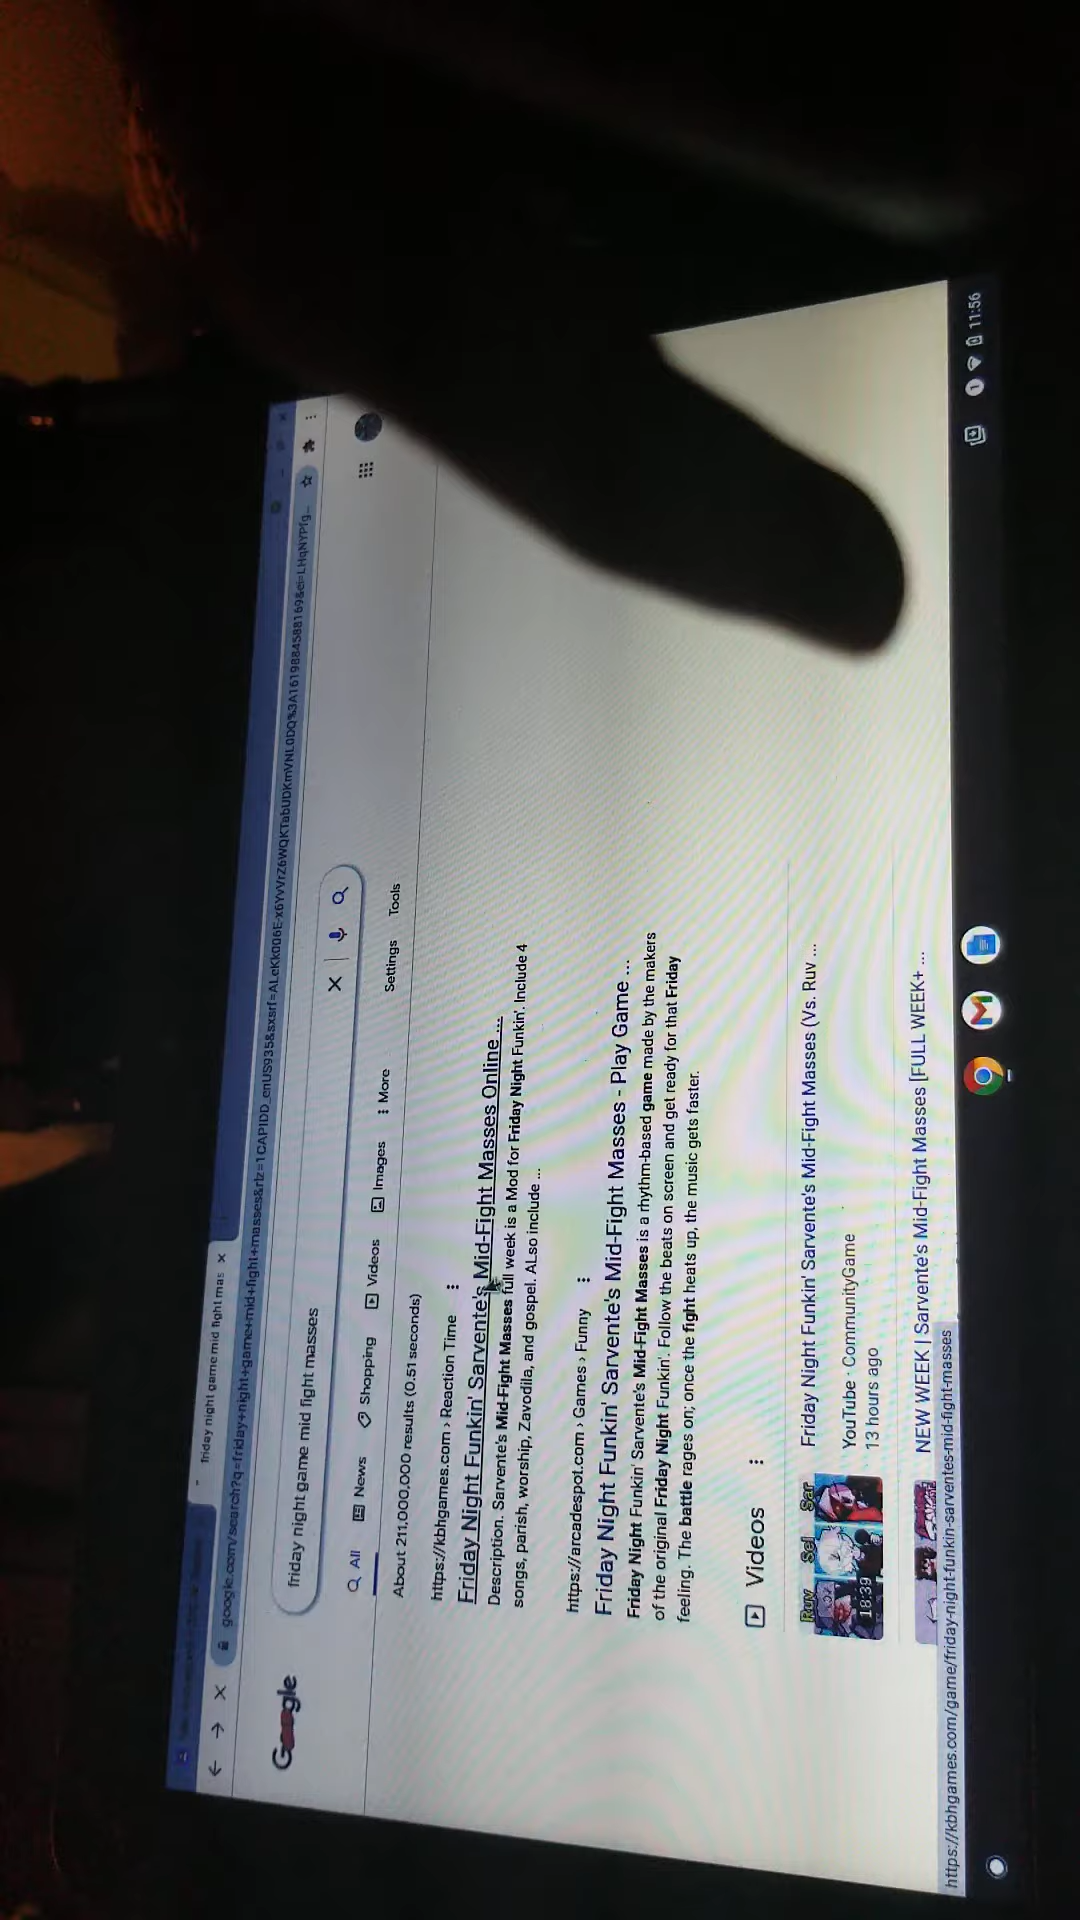 friday night game mid fight mas ×
google.com/search?q=friday+night+game+mid+fight+masses&rlz=1CAPIDD_enUS935&sxsrf=
Google
friday night game mid fight masses
All
News
Shopping
Videos
Images
More
Settings
Tools
About 211,000,000 results (0.51 seconds)
https://kbhgames.com › Reaction Time
Friday Night Funkin' Sarvente's Mid-Fight Masses Online ...
Description. Sarvente's Mid-Fight Masses full week is a Mod for Friday Night Funkin'. Include 4
songs, parish, worship, Zavodila, and gospel. ALso include ...
https://arcadespot.com › Games › Funny
Friday Night Funkin' Sarvente's Mid-Fight Masses - Play Game ...
Friday Night Funkin' Sarvente's Mid-Fight Masses is a rhythm-based game made by the makers
of the original Friday Night Funkin'. Follow the beats on screen and get ready for that Friday
feeling. The battle rages on; once the fight heats up, the music gets faster.
Videos
Ruv Sel Sar
18:39
Friday Night Funkin' Sarvente's Mid-Fight Masses (Vs. Ruv ...
YouTube · CommunityGame
13 hours ago
NEW WEEK | Sarvente's Mid-Fight Masses [FULL WEEK+ ...
https://kbhgames.com/game/friday-night-funkin-sarventes-mid-fight-masses
1
11:56